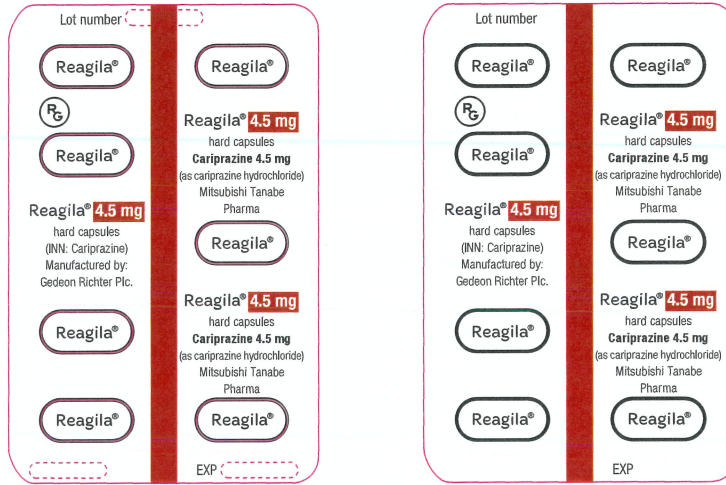 Lot number
Reagila®
Reagila®
RG
Reagila®
Reagila® 4.5 mg
hard capsules
Cariprazine 4.5 mg
(as cariprazine hydrochloride)
Mitsubishi Tanabe
Pharma
Reagila® 4.5 mg
hard capsules
(INN: Cariprazine)
Manufactured by:
Gedeon Richter Plc.
Reagila®
Reagila®
Reagila® 4.5 mg
hard capsules
Cariprazine 4.5 mg
(as cariprazine hydrochloride)
Mitsubishi Tanabe
Pharma
Reagila®
Reagila®
EXP
Lot number
Reagila®
Reagila®
RG
Reagila®
Reagila® 4.5 mg
hard capsules
Cariprazine 4.5 mg
(as cariprazine hydrochloride)
Mitsubishi Tanabe
Pharma
Reagila® 4.5 mg
hard capsules
(INN: Cariprazine)
Manufactured by:
Gedeon Richter Plc.
Reagila®
Reagila®
Reagila® 4.5 mg
hard capsules
Cariprazine 4.5 mg
(as cariprazine hydrochloride)
Mitsubishi Tanabe
Pharma
Reagila®
Reagila®
EXP